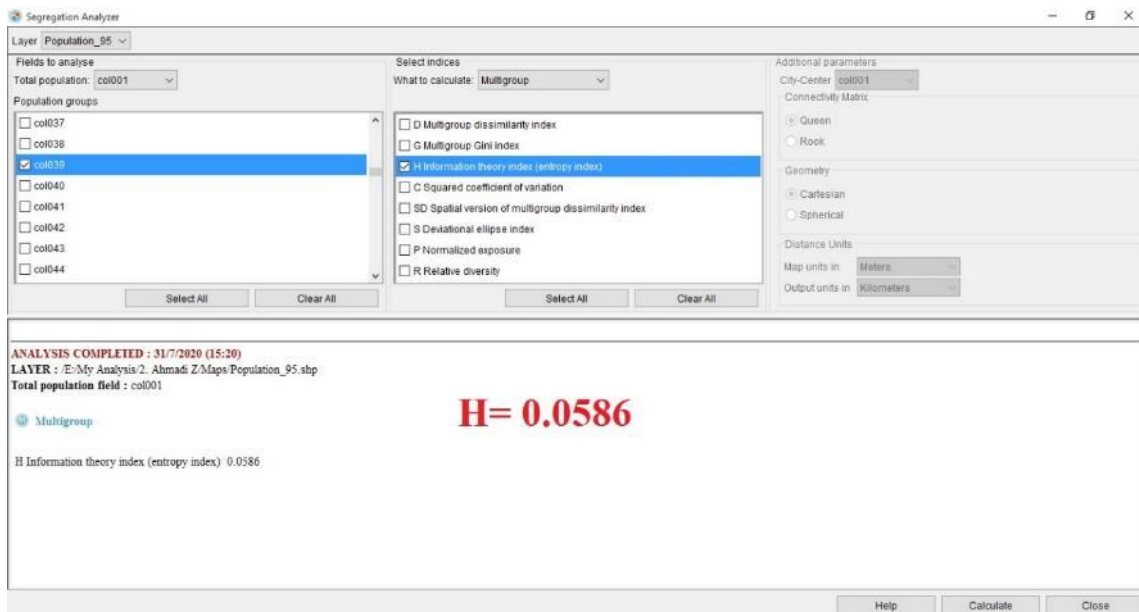 Segregation Analyzer
Layer Population_95
Fields to analyse
Total population: col001
Population groups
col037
col038
col039
col040
col041
col042
col043
col044
Select All Clear All
Select indices
What to calculate: Multigroup
D Multigroup dissimilarity index
G Multigroup Gini index
H Information theory index (entropy index)
C Squared coefficient of variation
SD Spatial version of multigroup dissimilarity index
S Deviational ellipse index
P Normalized exposure
R Relative diversity
Select All Clear All
Additional parameters
City-Center col001
Connectivity Matrix
Queen
Rook
Geometry
Cartesian
Spherical
Distance Units
Map units in Meters
Output units in Kilometers
ANALYSIS COMPLETED : 31/7/2020 (15:20)
LAYER : /E:/My Analysis/2. Ahmadi Z/Maps/Population_95.shp
Total population field : col001
Multigroup
H= 0.0586
H Information theory index (entropy index) 0.0586
Help Calculate Close